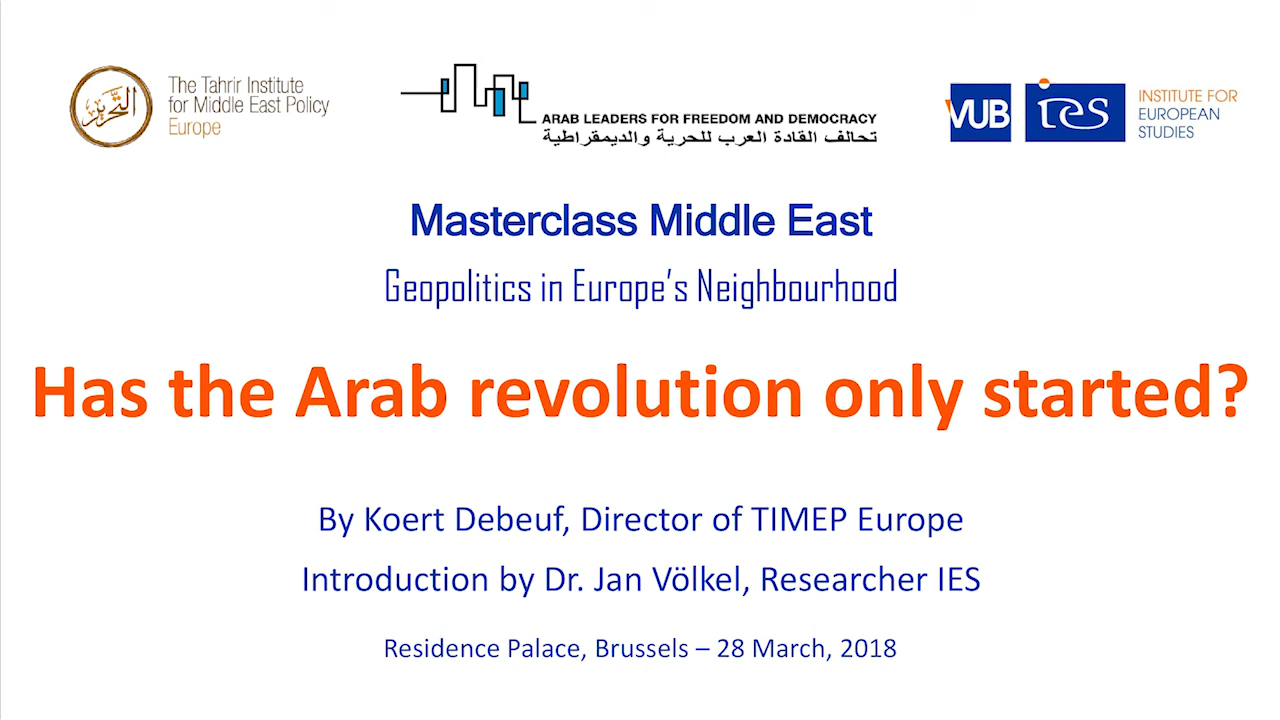 التحرير
The Tahrir Institute
for Middle East Policy
Europe
ARAB LEADERS FOR FREEDOM AND DEMOCRACY
تحالف القادة العرب للحرية والديمقراطية
VUB
ies
INSTITUTE FOR
EUROPEAN
STUDIES
Masterclass Middle East
Geopolitics in Europe's Neighbourhood
Has the Arab revolution only started?
By Koert Debeuf, Director of TIMEP Europe
Introduction by Dr. Jan Völkel, Researcher IES
Residence Palace, Brussels – 28 March, 2018